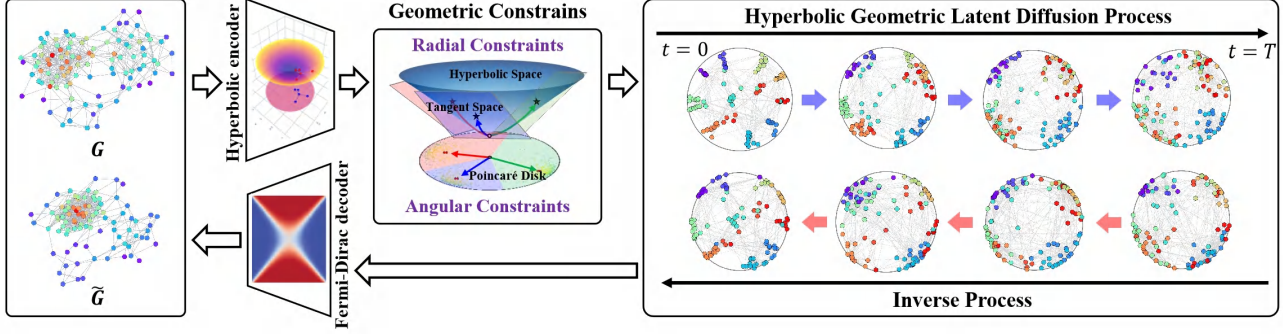 G
G̃
Hyperbolic encoder
Fermi-Dirac decoder
Geometric Constrains
Radial Constraints
Hyperbolic Space
Tangent Space
Poincaré Disk
Angular Constraints
Hyperbolic Geometric Latent Diffusion Process
t = 0
t = T
Inverse Process